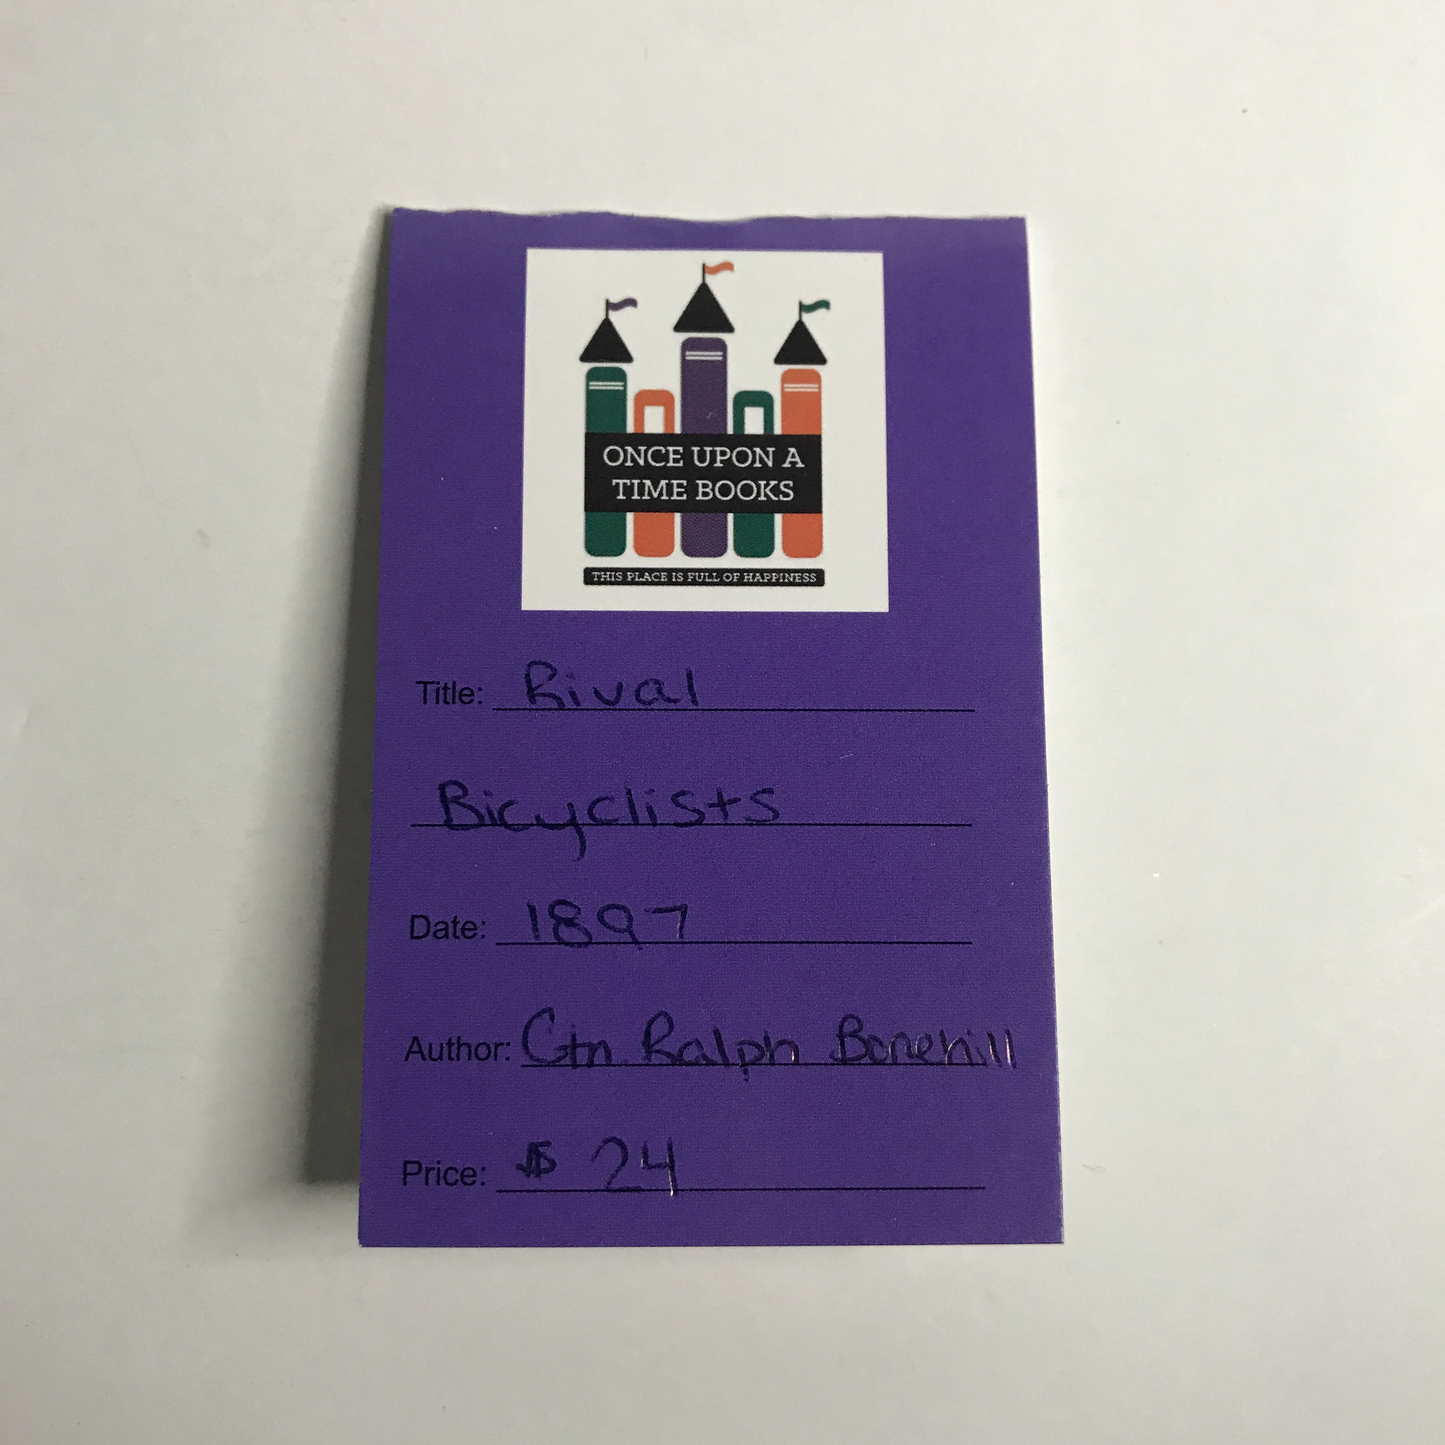 ONCE UPON A
TIME BOOKS
THIS PLACE IS FULL OF HAPPINESS
Title: Rival
Bicyclists
Date: 1897
Author: Ctn Ralph Bonehill
Price: $ 24